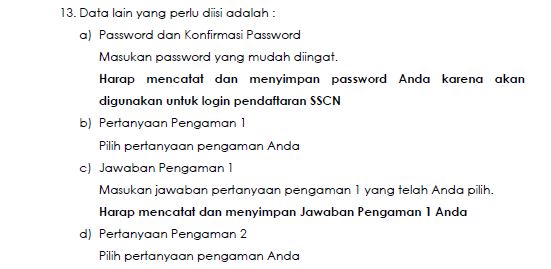 13. Data lain yang perlu diisi adalah :
a) Password dan Konfirmasi Password
Masukan password yang mudah diingat.
Harap mencatat dan menyimpan password Anda karena akan
digunakan untuk login pendaftaran SSCN
b) Pertanyaan Pengaman 1
Pilih pertanyaan pengaman Anda
c) Jawaban Pengaman 1
Masukan jawaban pertanyaan pengaman 1 yang telah Anda pilih.
Harap mencatat dan menyimpan Jawaban Pengaman 1 Anda
d) Pertanyaan Pengaman 2
Pilih pertanyaan pengaman Anda